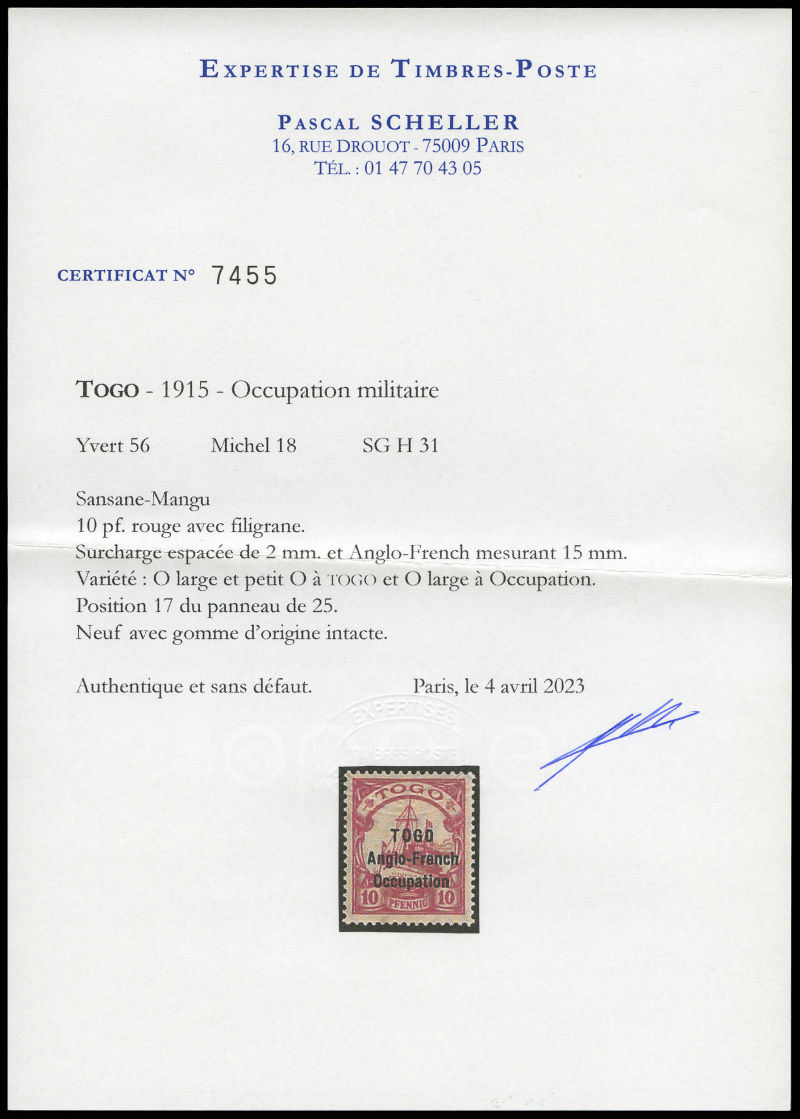 EXPERTISE DE TIMBRES-POSTE
PASCAL SCHELLER
16, RUE DROUOT - 75009 PARIS
TÉL. : 01 47 70 43 05
CERTIFICAT N° 7455
TOGO - 1915 - Occupation militaire
Yvert 56 Michel 18 SG H 31
Sansane-Mangu
10 pf. rouge avec filigrane.
Surcharge espacée de 2 mm. et Anglo-French mesurant 15 mm.
Variété : O large et petit O à TOGO et O large à Occupation.
Position 17 du panneau de 25.
Neuf avec gomme d'origine intacte.
Authentique et sans défaut. Paris, le 4 avril 2023
EXPERTISES
TIMBRES POSTE
TOGO
TOGO
Anglo-French
Occupation
10 PFENNIG 10